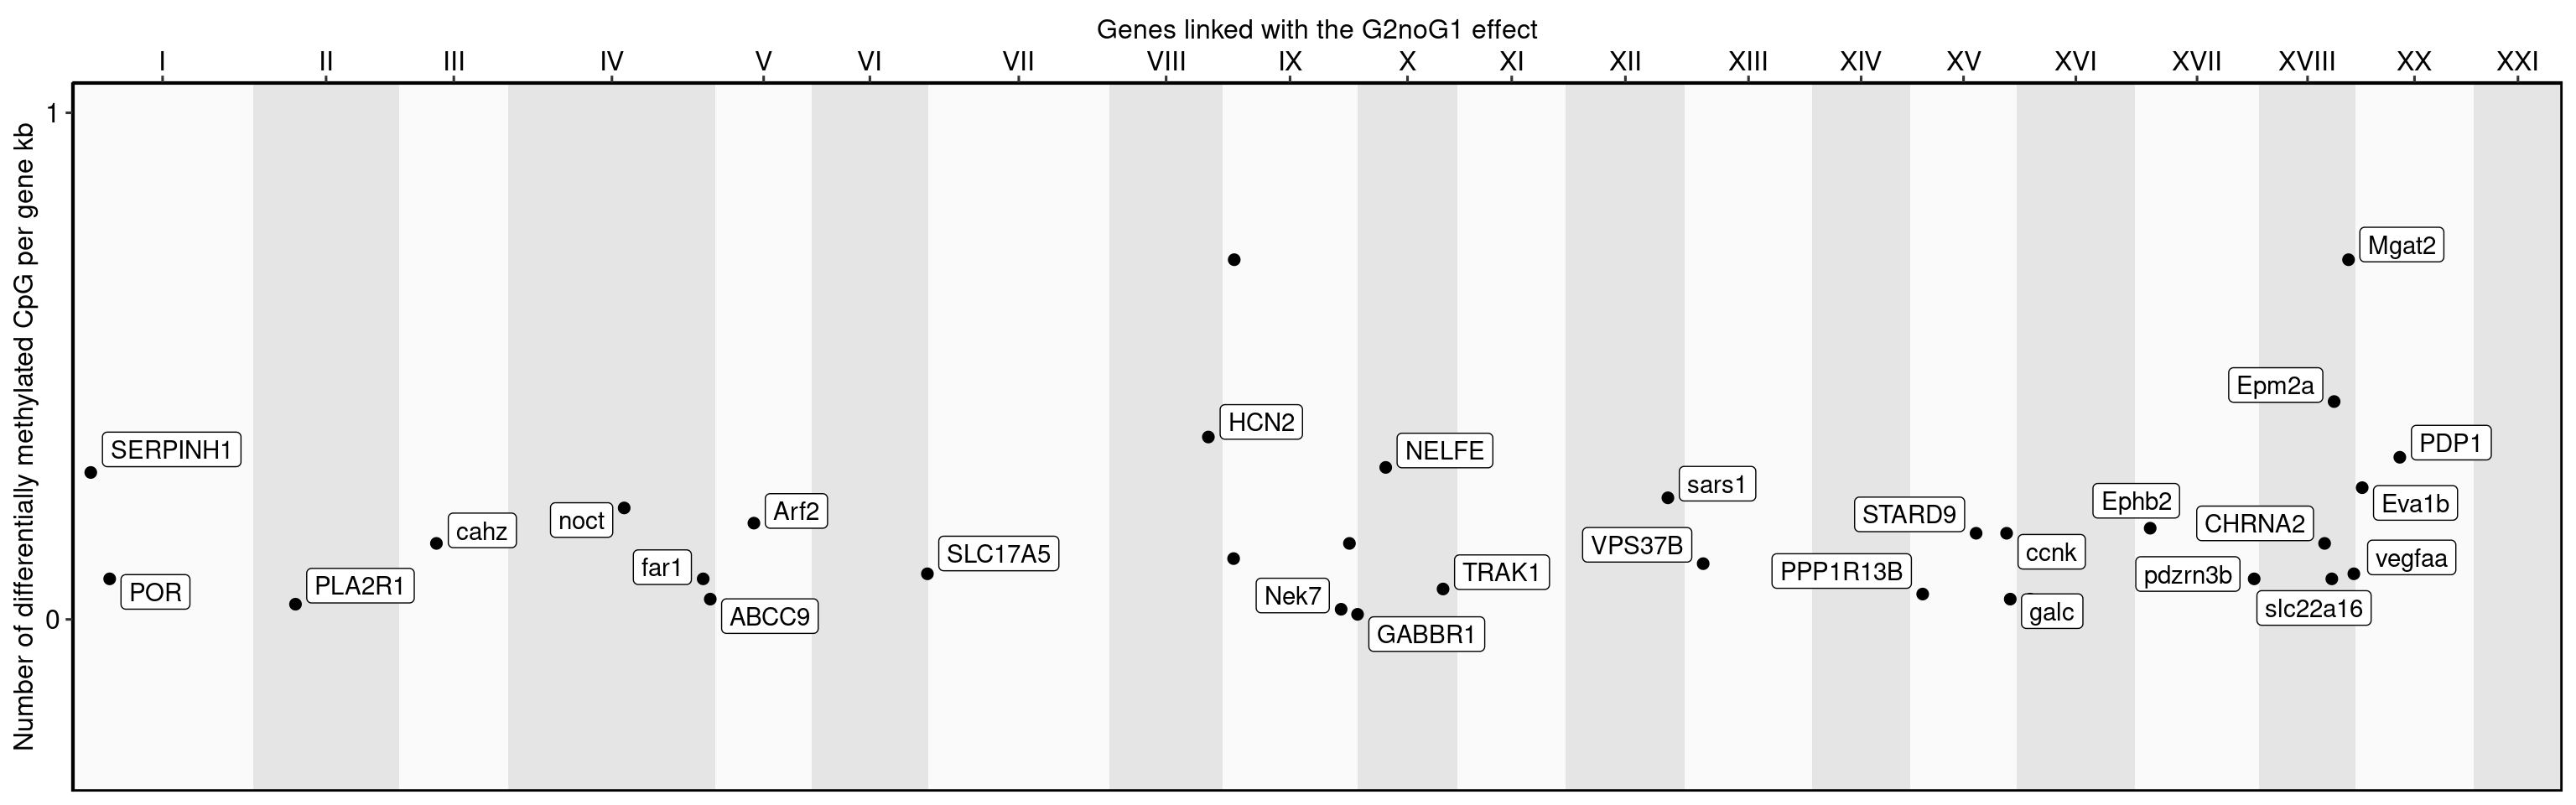 Genes linked with the G2noG1 effect
I II III IV V VI VII VIII IX X XI XII XIII XIV XV XVI XVII XVIII XX XXI
Number of differentially methylated CpG per gene kb
1
0
Mgat2
Epm2a
HCN2
PDP1
SERPINH1
NELFE
sars1
Eva1b
Ephb2
Arf2
STARD9
noct
CHRNA2
cahz
VPS37B
ccnk
SLC17A5
vegfaa
far1
PPP1R13B
TRAK1
pdzrn3b
PLA2R1
POR
Nek7
slc22a16
galc
ABCC9
GABBR1